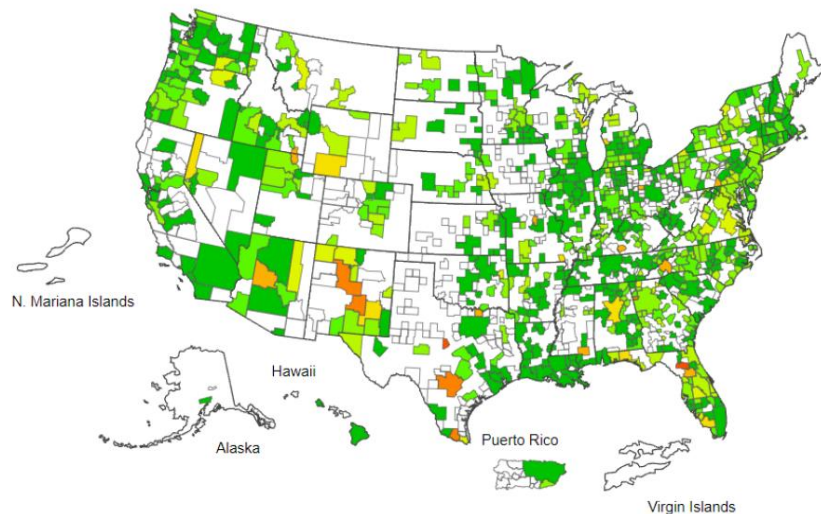 N. Mariana Islands
Hawaii
Alaska
Puerto Rico
Virgin Islands